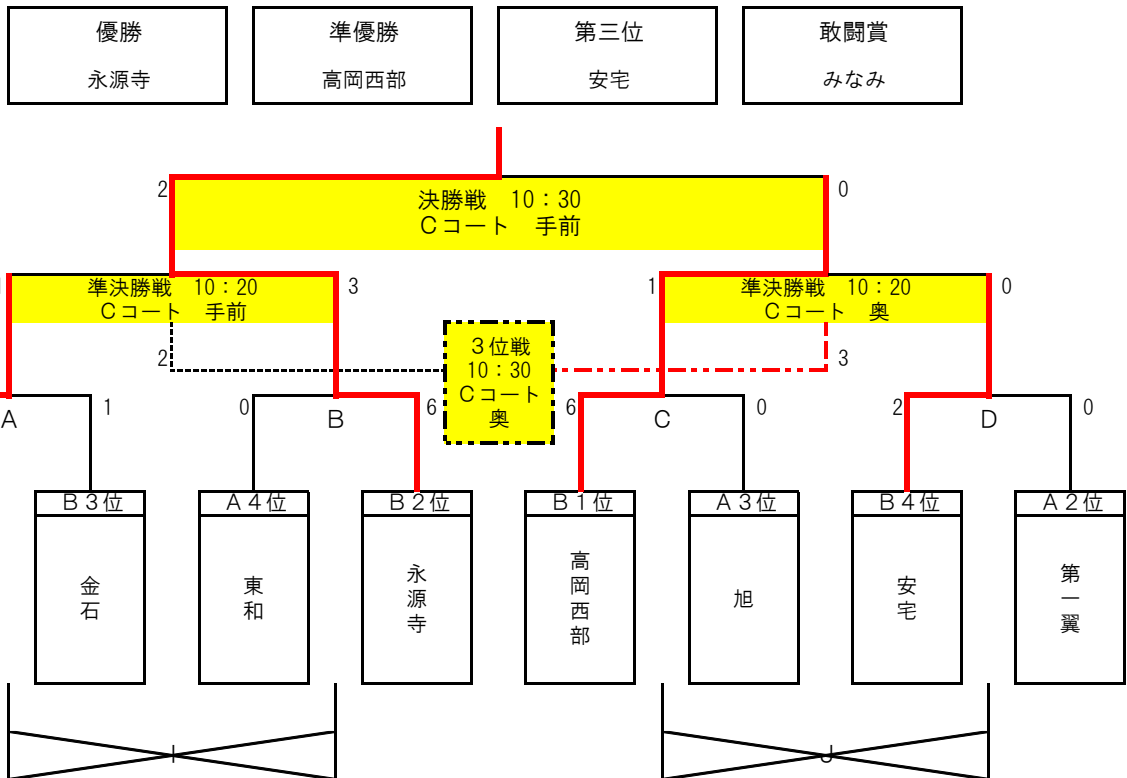 優勝
永源寺
準優勝
高岡西部
第三位
安宅
敢闘賞
みなみ
2
決勝戦 10：30
Ｃコート 手前
0
準決勝戦 10：20
Ｃコート 手前
3
1
準決勝戦 10：20
Ｃコート 奥
0
2
３位戦
10：30
Ｃコート
奥
3
A
1
0
B
6
6
C
0
2
D
0
Ｂ３位
金石
Ａ４位
東和
Ｂ２位
永源寺
Ｂ１位
高岡西部
Ａ３位
旭
Ｂ４位
安宅
Ａ２位
第一翼
I
J